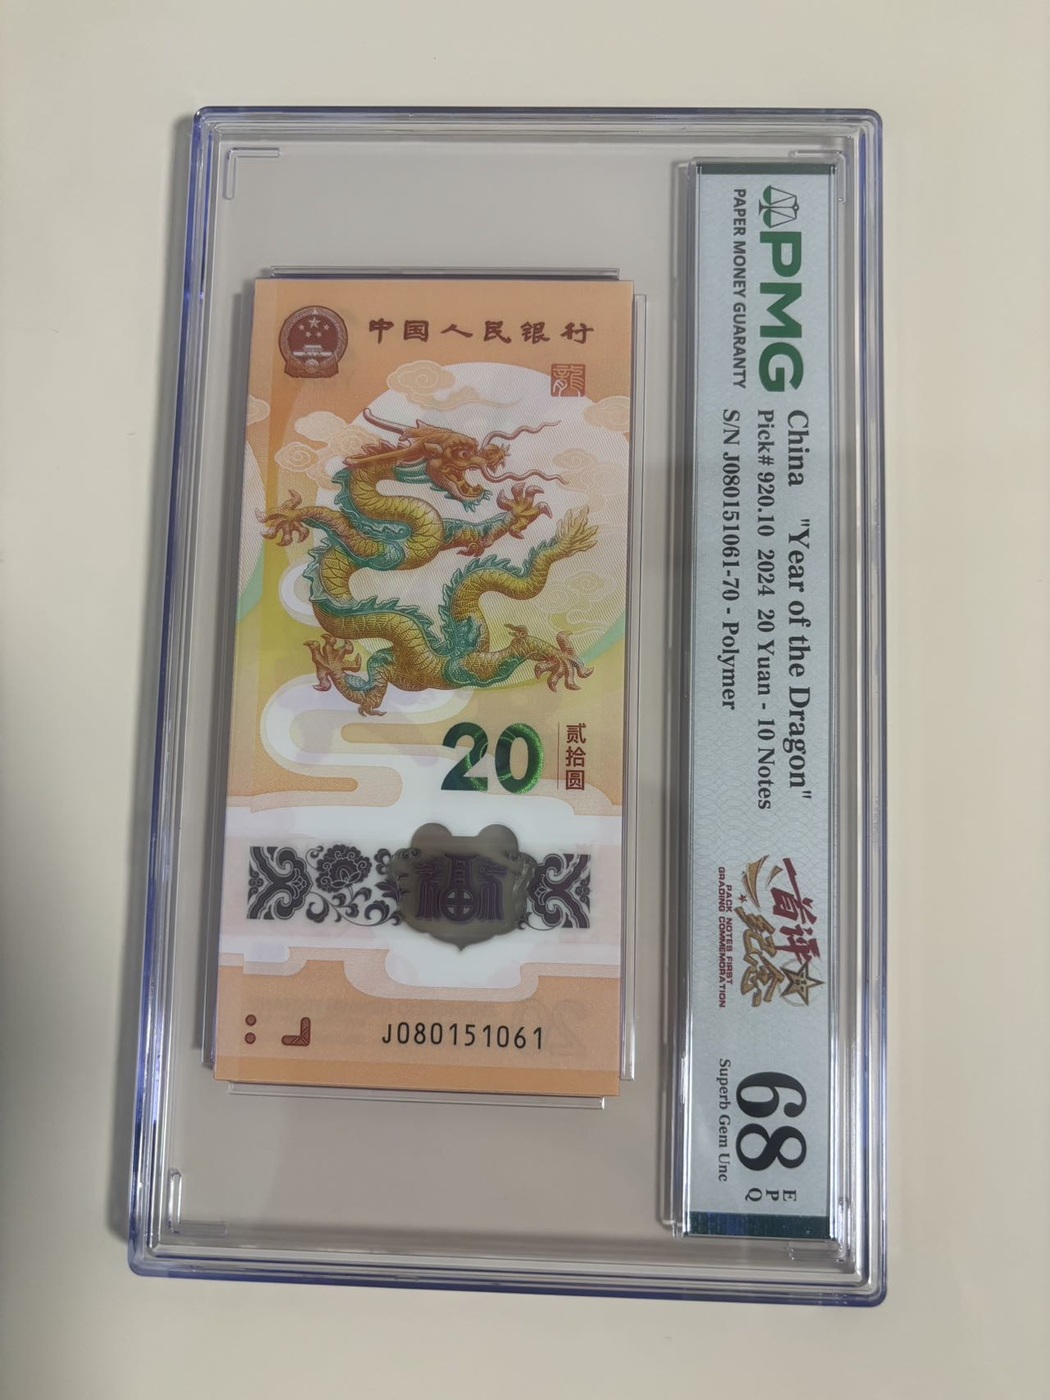 中国人民银行
龍
20
贰拾圆
福
J080151061
PMG
PAPER MONEY GUARANTY
China "Year of the Dragon"
Pick# 920.10 2024 20 Yuan - 10 Notes
S/N J080151061-70 - Polymer
首评
纪念
PACK NOTES FIRST
GRADING COMMEMORATION
68
EPQ
Superb Gem Unc